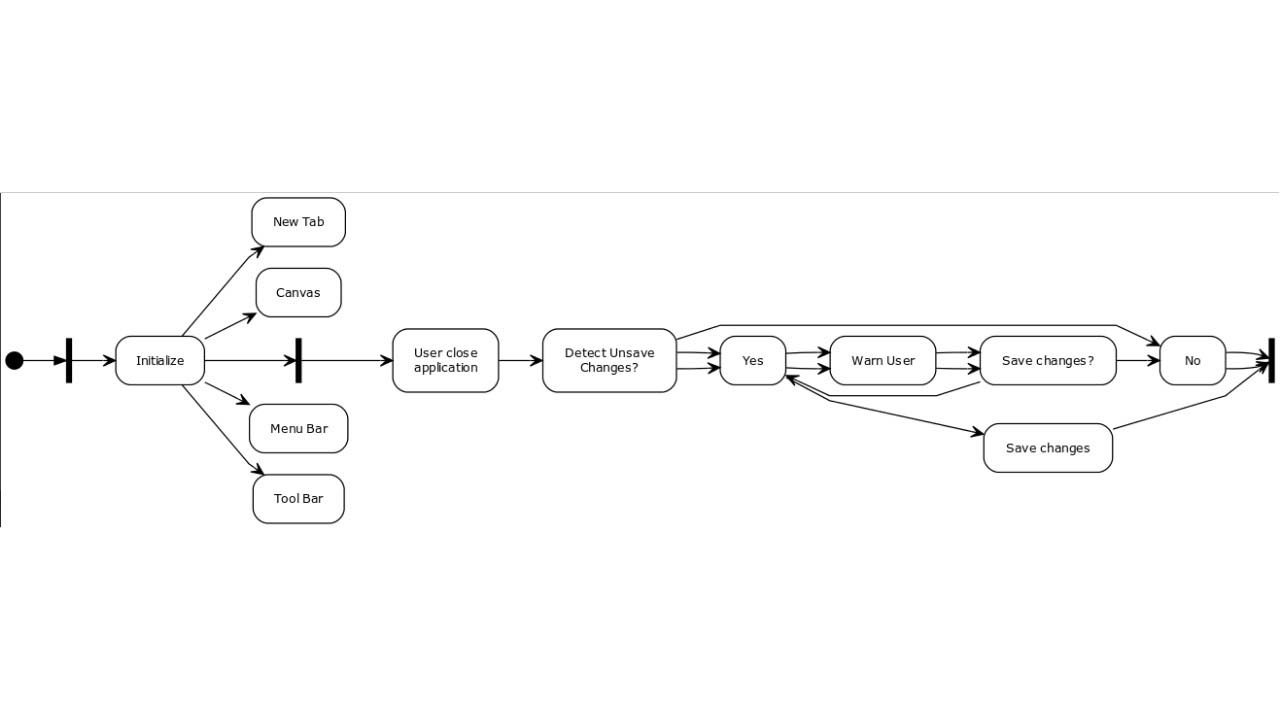 New Tab
Canvas
Initialize
Menu Bar
Tool Bar
User close
application
Detect Unsave
Changes?
Yes
Warn User
Save changes?
No
Save changes